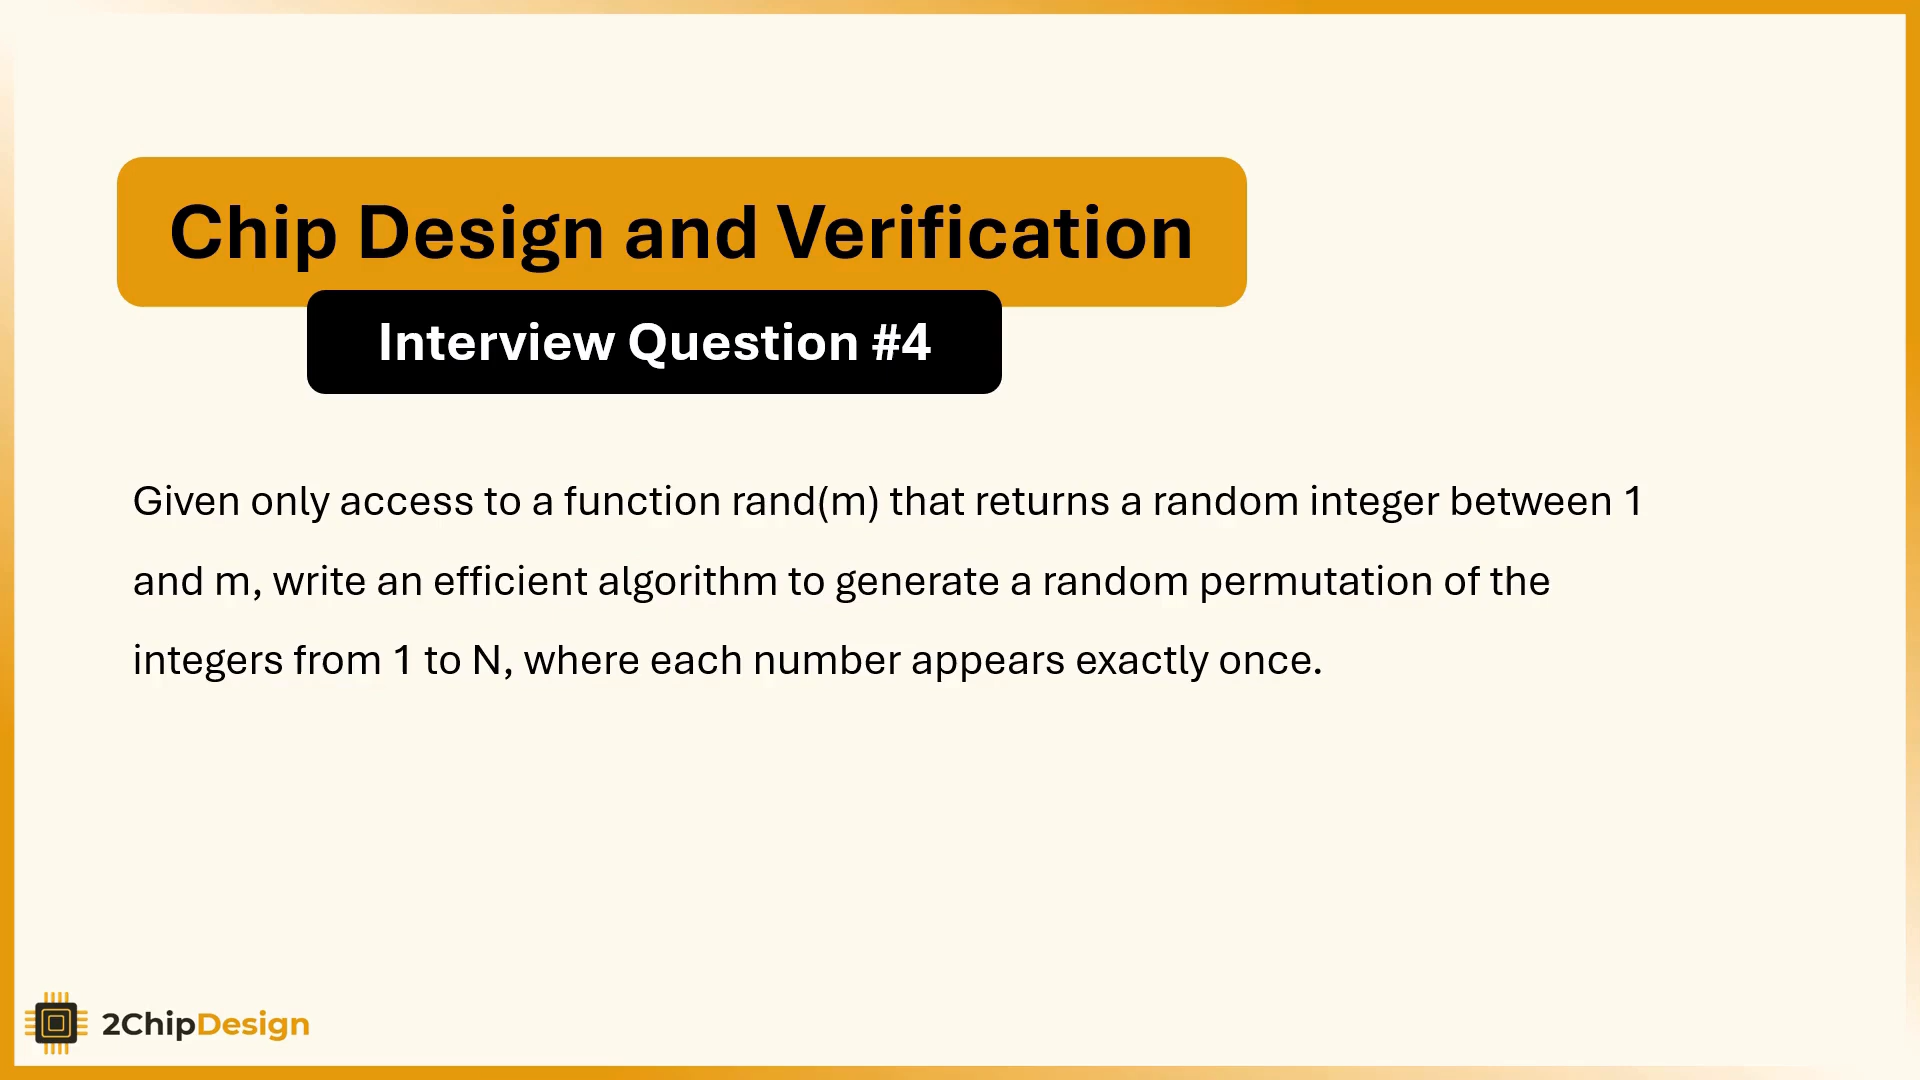 Chip Design and Verification
Interview Question #4
Given only access to a function rand(m) that returns a random integer between 1
and m, write an efficient algorithm to generate a random permutation of the
integers from 1 to N, where each number appears exactly once.
2ChipDesign